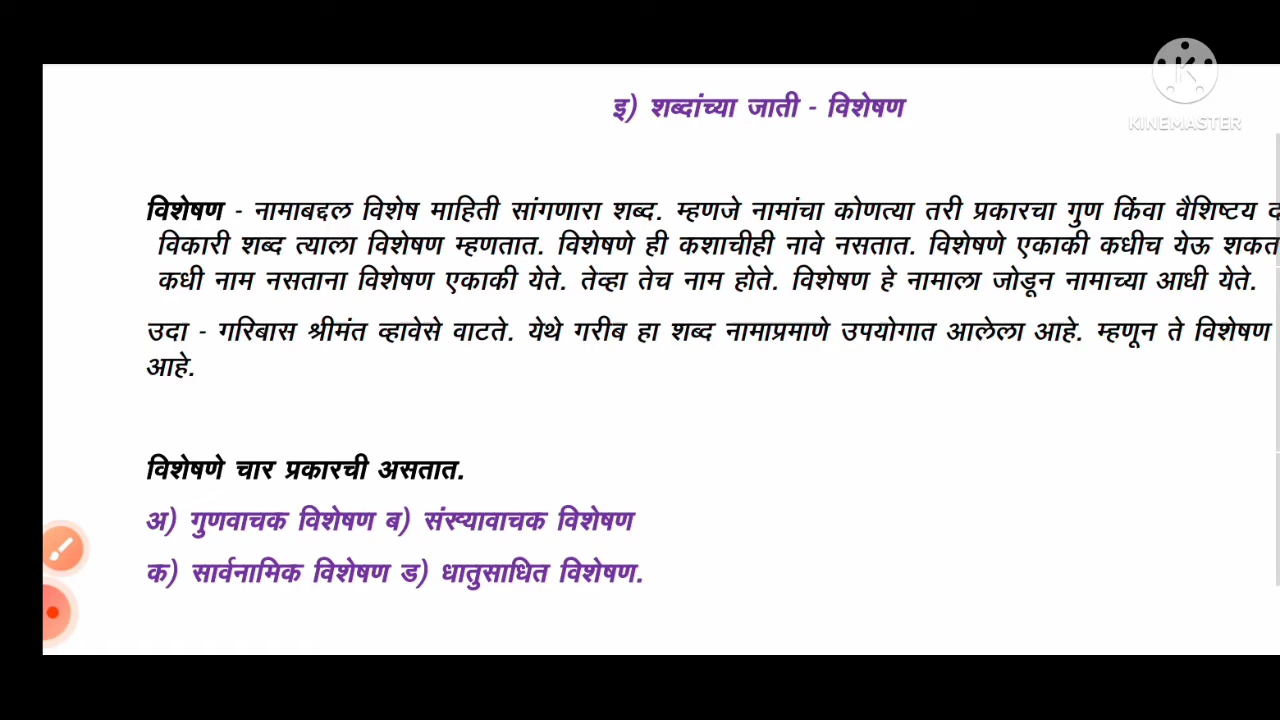 इ) शब्दांच्या जाती - विशेषण
KINEMASTER
विशेषण - नामाबद्दल विशेष माहिती सांगणारा शब्द. म्हणजे नामांचा कोणत्या तरी प्रकारचा गुण किंवा वैशिष्टय
विकारी शब्द त्याला विशेषण म्हणतात. विशेषणे ही कशाचीही नावे नसतात. विशेषणे एकाकी कधीच येऊ
कधी नाम नसताना विशेषण एकाकी येते. तेव्हा तेच नाम होते. विशेषण हे नामाला जोडून नामाच्या आधी येते.
उदा - गरिबास श्रीमंत व्हावेसे वाटते. येथे गरीब हा शब्द नामाप्रमाणे उपयोगात आलेला आहे. म्हणून ते विशेषण
आहे.
विशेषणे चार प्रकारची असतात.
अ) गुणवाचक विशेषण ब) संख्यावाचक विशेषण
क) सार्वनामिक विशेषण ड) धातुसाधित विशेषण.